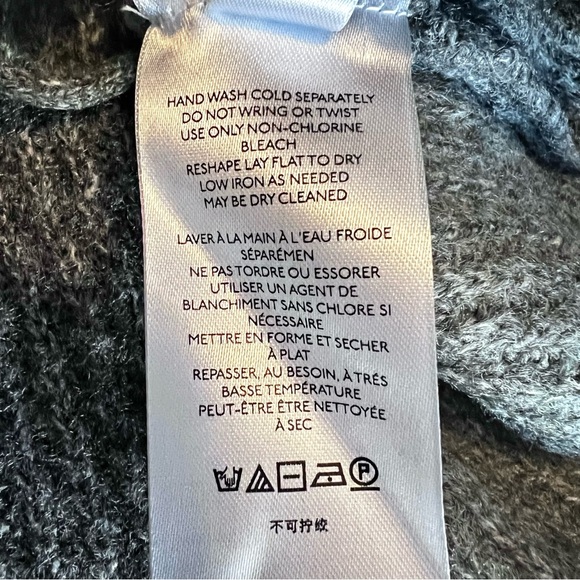 HAND WASH COLD SEPARATELY
DO NOT WRING OR TWIST
USE ONLY NON-CHLORINE
BLEACH
RESHAPE LAY FLAT TO DRY
LOW IRON AS NEEDED
MAY BE DRY CLEANED
LAVER À LA MAIN À L'EAU FROIDE
SÉPARÉMEN
NE PAS TORDRE OU ESSORER
UTILISER UN AGENT DE
BLANCHIMENT SANS CHLORE SI
NÉCESSAIRE
METTRE EN FORME ET SECHER
À PLAT
REPASSER, AU BESOIN, À TRÉS
BASSE TEMPÉRATURE
PEUT-ÊTRE ÊTRE NETTOYÉE
À SEC
P
不可拧绞